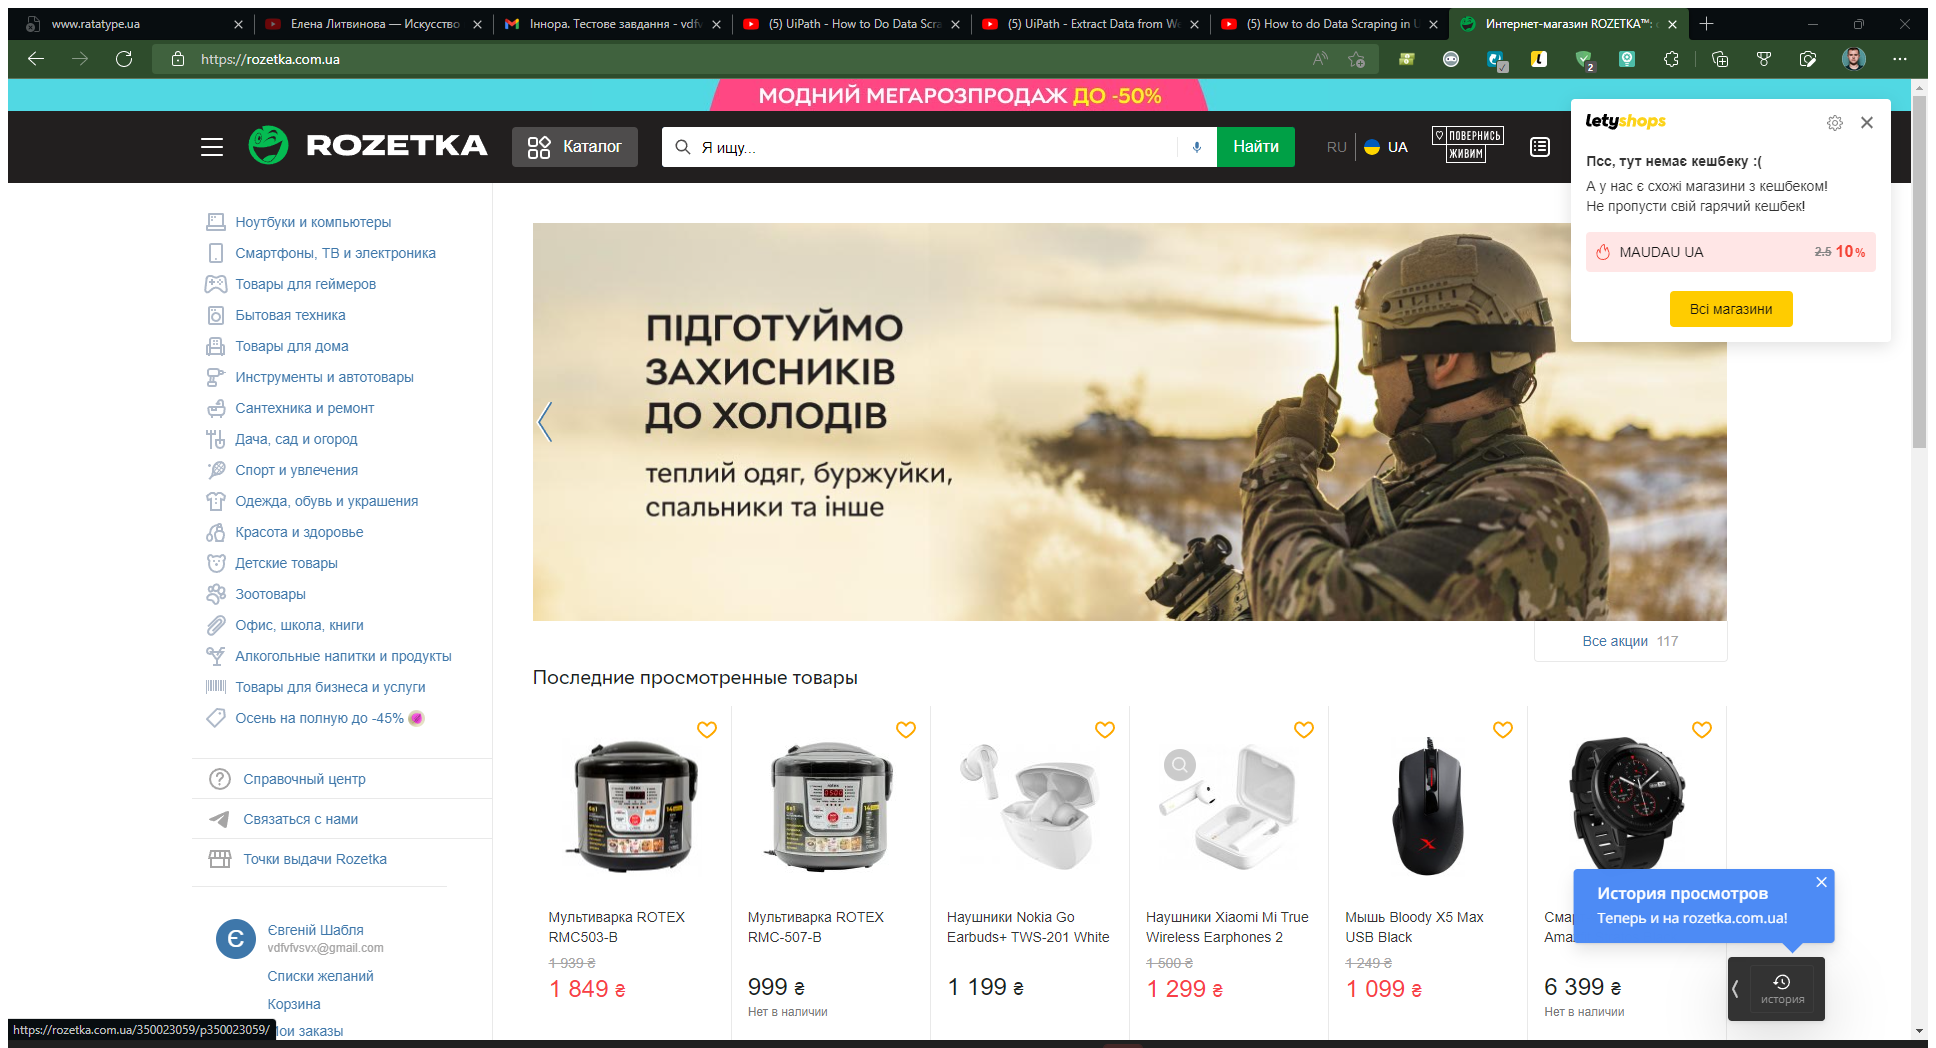 www.ratatype.ua
Елена Литвинова — Искусство
Іннора. Тестове завдання - vdfv
(5) UiPath - How to Do Data Scra
(5) UiPath - Extract Data from We
(5) How to do Data Scraping in U
Интернет-магазин ROZETKA™:
https://rozetka.com.ua
2
МОДНИЙ МЕГАРОЗПРОДАЖ ДО -50%
ROZETKA
Каталог
Я ищу...
Найти
RU
UA
ПОВЕРНИСЬ
ЖИВИМ
letyshops
Псс, тут немає кешбеку :(
А у нас є схожі магазини з кешбеком!
Не пропусти свій гарячий кешбек!
MAUDAU UA
2.5 10%
Всі магазини
Ноутбуки и компьютеры
Смартфоны, ТВ и электроника
Товары для геймеров
Бытовая техника
Товары для дома
Инструменты и автотовары
Сантехника и ремонт
Дача, сад и огород
Спорт и увлечения
Одежда, обувь и украшения
Красота и здоровье
Детские товары
Зоотовары
Офис, школа, книги
Алкогольные напитки и продукты
Товары для бизнеса и услуги
Осень на полную до -45%
Справочный центр
Связаться с нами
Точки выдачи Rozetka
Є
Євгеній Шабля
vdfvfvsvx@gmail.com
Списки желаний
Корзина
Мои заказы
https://rozetka.com.ua/350023059/p350023059/
ПІДГОТУЙМО
ЗАХИСНИКІВ
ДО ХОЛОДІВ
теплий одяг, буржуйки,
спальники та інше
Все акции 117
Последние просмотренные товары
Мультиварка ROTEX
RMC503-B
1 939 ₴
1 849 ₴
Мультиварка ROTEX
RMC-507-B
999 ₴
Нет в наличии
Наушники Nokia Go
Earbuds+ TWS-201 White
1 199 ₴
Наушники Xiaomi Mi True
Wireless Earphones 2
1 500 ₴
1 299 ₴
Мышь Bloody X5 Max
USB Black
1 249 ₴
1 099 ₴
Сма
Ama
6 399 ₴
Нет в наличии
История просмотров
Теперь и на rozetka.com.ua!
история